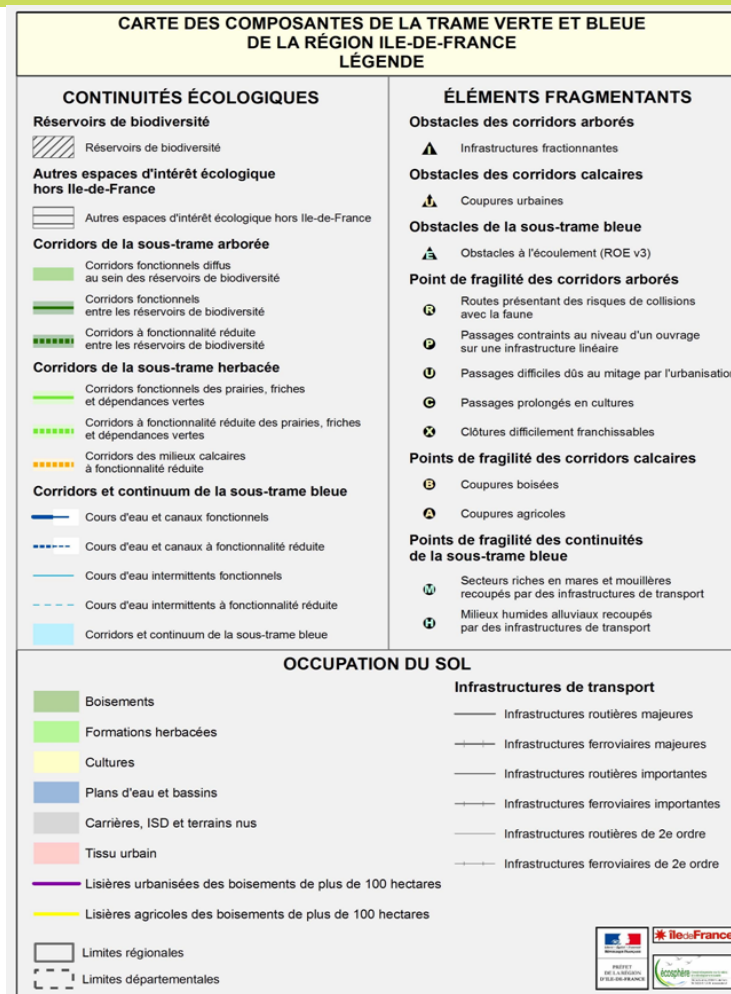 CARTE DES COMPOSANTES DE LA TRAME VERTE ET BLEUE
DE LA RÉGION ILE-DE-FRANCE
LÉGENDE
CONTINUITÉS ÉCOLOGIQUES
Réservoirs de biodiversité
Réservoirs de biodiversité
Autres espaces d'intérêt écologique
hors Ile-de-France
Autres espaces d'intérêt écologique hors Ile-de-France
Corridors de la sous-trame arborée
Corridors fonctionnels diffus
au sein des réservoirs de biodiversité
Corridors fonctionnels
entre les réservoirs de biodiversité
Corridors à fonctionnalité réduite
entre les réservoirs de biodiversité
Corridors de la sous-trame herbacée
Corridors fonctionnels des prairies, friches
et dépendances vertes
Corridors à fonctionnalité réduite des prairies, friches
et dépendances vertes
Corridors des milieux calcaires
à fonctionnalité réduite
Corridors et continuum de la sous-trame bleue
Cours d'eau et canaux fonctionnels
Cours d'eau et canaux à fonctionnalité réduite
Cours d'eau intermittents fonctionnels
Cours d'eau intermittents à fonctionnalité réduite
Corridors et continuum de la sous-trame bleue
ÉLÉMENTS FRAGMENTANTS
Obstacles des corridors arborés
I Infrastructures fractionnantes
Obstacles des corridors calcaires
U Coupures urbaines
Obstacles de la sous-trame bleue
E Obstacles à l'écoulement (ROE v3)
Point de fragilité des corridors arborés
R Routes présentant des risques de collisions
avec la faune
P Passages contraints au niveau d'un ouvrage
sur une infrastructure linéaire
U Passages difficiles dûs au mitage par l'urbanisation
C Passages prolongés en cultures
X Clôtures difficilement franchissables
Points de fragilité des corridors calcaires
B Coupures boisées
A Coupures agricoles
Points de fragilité des continuités
de la sous-trame bleue
M Secteurs riches en mares et mouillères
recoupés par des infrastructures de transport
H Milieux humides alluviaux recoupés
par des infrastructures de transport
OCCUPATION DU SOL
Boisements
Formations herbacées
Cultures
Plans d'eau et bassins
Carrières, ISD et terrains nus
Tissu urbain
Lisières urbanisées des boisements de plus de 100 hectares
Lisières agricoles des boisements de plus de 100 hectares
Limites régionales
Limites départementales
Infrastructures de transport
Infrastructures routières majeures
Infrastructures ferroviaires majeures
Infrastructures routières importantes
Infrastructures ferroviaires importantes
Infrastructures routières de 2e ordre
Infrastructures ferroviaires de 2e ordre
PRÉFET
DE LA RÉGION
D'ILE-DE-FRANCE
îledeFrance
écosphère